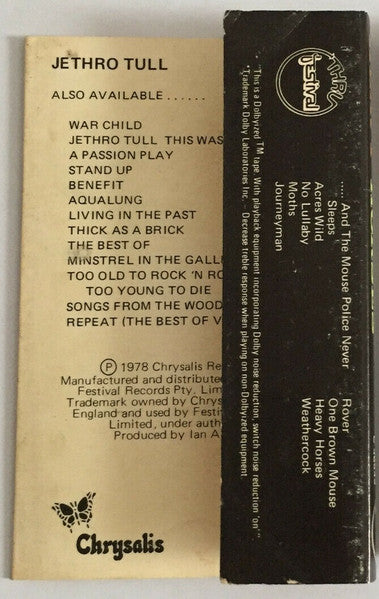 JETHRO TULL
ALSO AVAILABLE ......
WAR CHILD
JETHRO TULL THIS WAS
A PASSION PLAY
STAND UP
BENEFIT
AQUALUNG
LIVING IN THE PAST
THICK AS A BRICK
THE BEST OF
MINSTREL IN THE GALLE
TOO OLD TO ROCK 'N RO
TOO YOUNG TO DIE
SONGS FROM THE WOOD
REPEAT (THE BEST OF V
Ⓟ 1978 Chrysalis Re
Manufactured and distribute
Festival Records Pty. Lim
Trademark owned by Chrys
England and used by Festiv
Limited, under auth
Produced by Ian A
Chrysalis
festival
..... And The Mouse Police Never
Sleeps
Acres Wild
No Lullaby
Moths
Journeyman
Rover
One Brown Mouse
Heavy Horses
Weathercock
"This is a Dolbyized TM tape. With playback equipment incorporating Dolby noise reduction, switch noise reduction 'on'
*Trademark Dolby Laboratories Inc. Decrease treble response when playing on non Dolbyized equipment